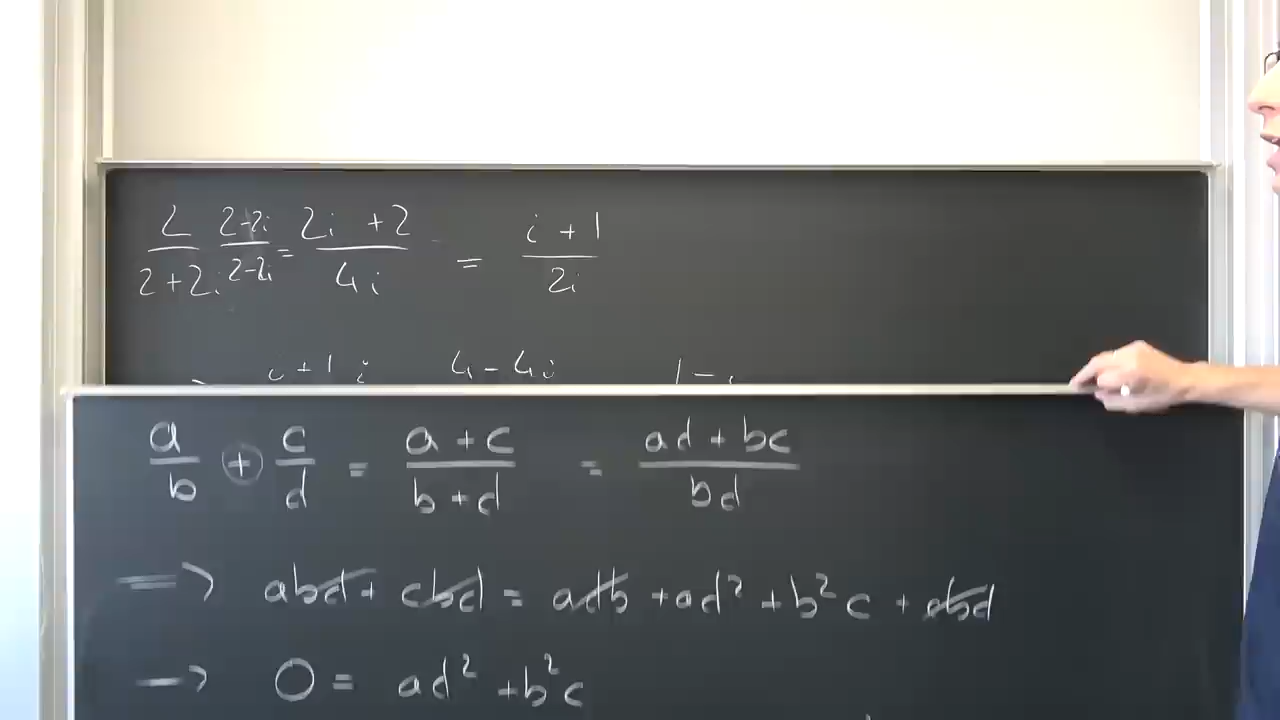 2/(2+2i) (2-2i)/(2-2i) = (2i + 2)/(4i) = (i + 1)/(2i)
a/b + c/d = (a + c)/(b + d) = (ad + bc)/(bd)
=> abd + cbd = adb + ad² + b²c + cbd
-> 0 = ad² + b²c